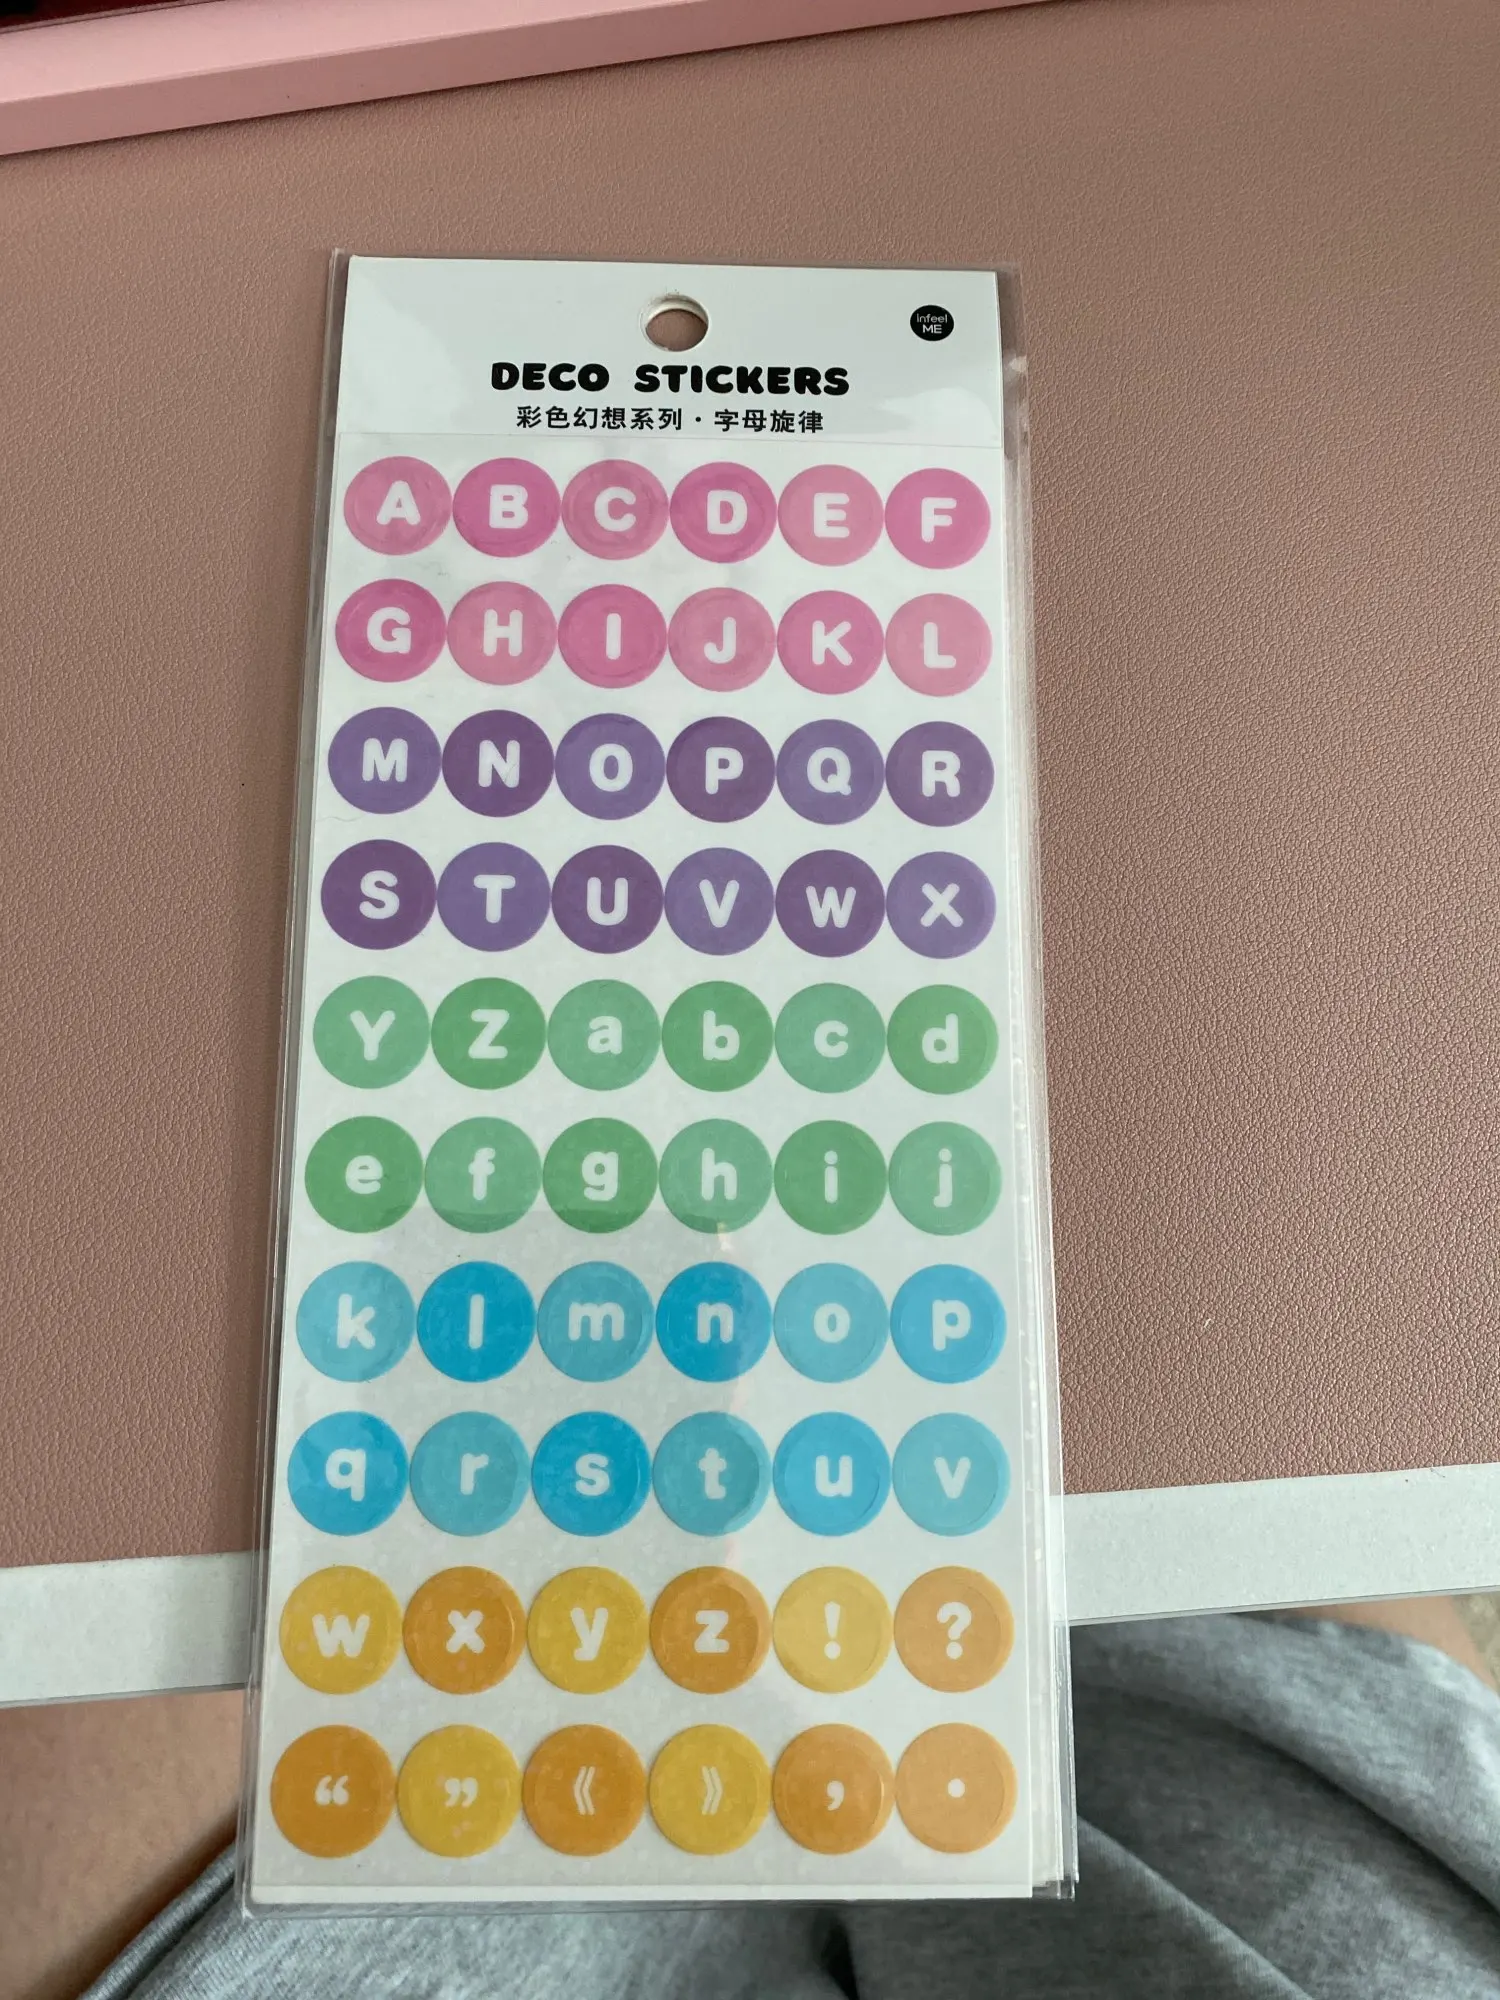 infeel
ME
DECO STICKERS
彩色幻想系列·字母旋律
A B C D E F
G H I J K L
M N O P Q R
S T U V W X
Y Z a b c d
e f g h i j
k l m n o p
q r s t u v
w x y z ! ?
“ ” 《 》 , ·